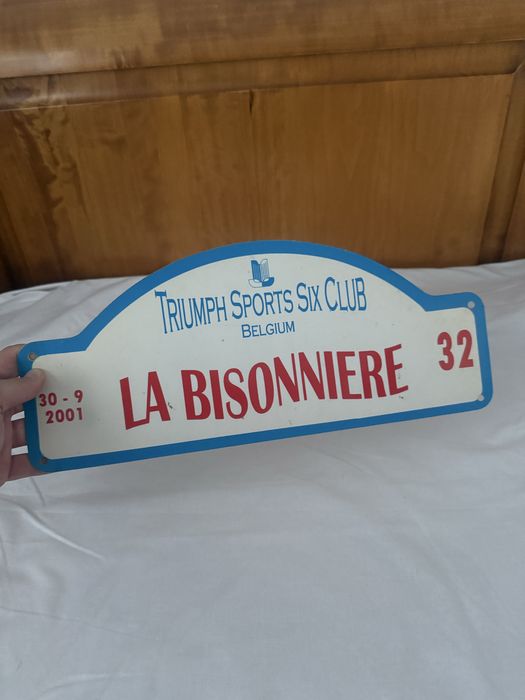 TRIUMPH SPORTS SIX CLUB
BELGIUM
LA BISONNIERE
32
30 - 9
2001